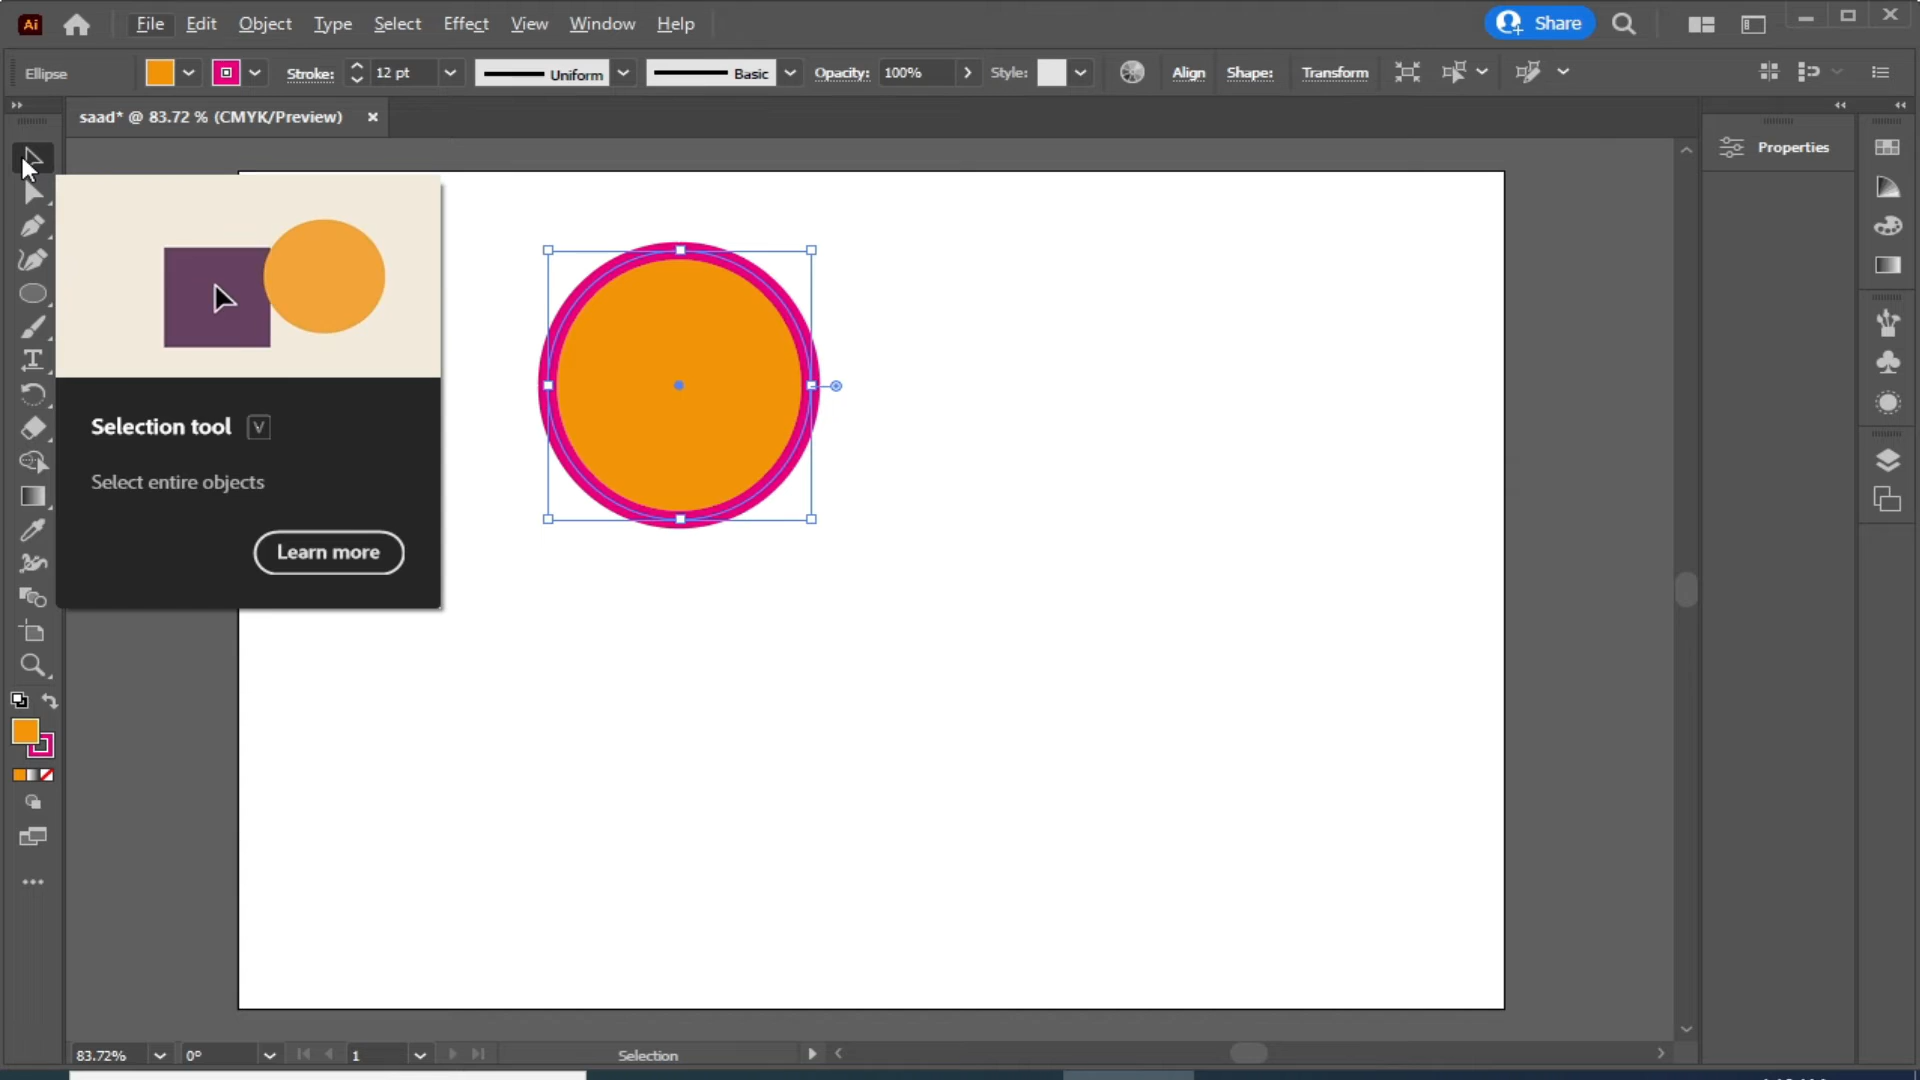 Ai File Edit Object Type Select Effect View Window Help Share
Ellipse Stroke: 12 pt Uniform Basic Opacity: 100% Style: Align Shape: Transform
saad* @ 83.72 % (CMYK/Preview)
Properties
Selection tool V
Select entire objects
Learn more
83.72% 0° 1 Selection